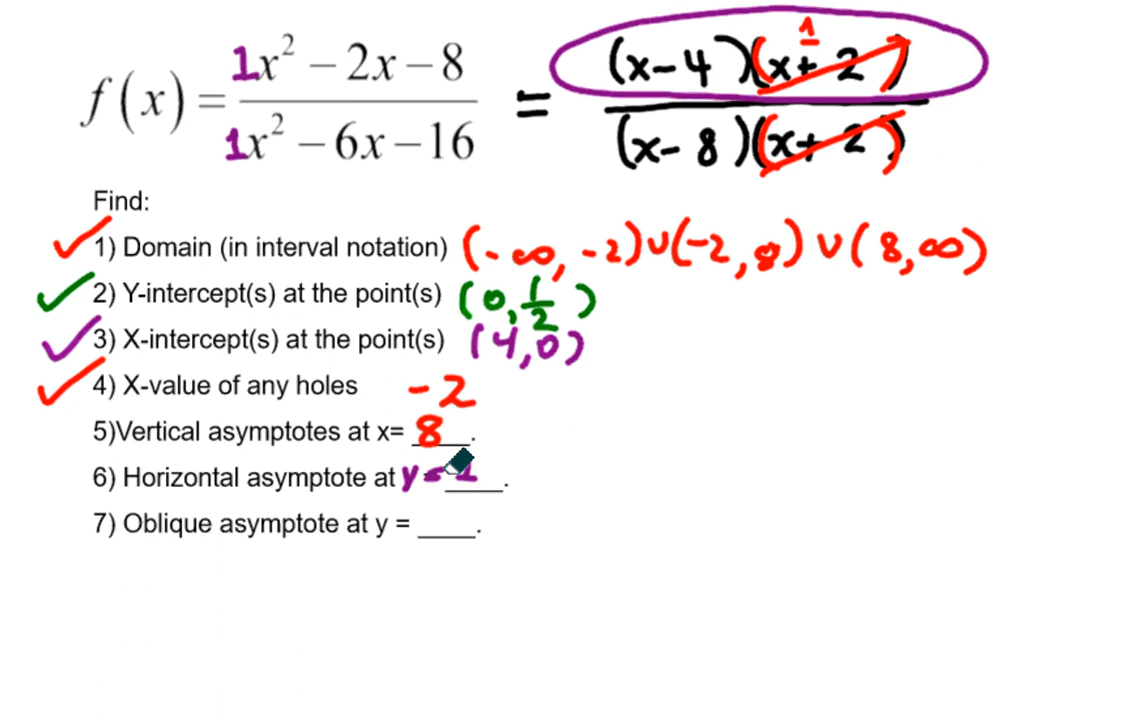 f(x) = 1x² − 2x − 8 / 1x² − 6x − 16 = (x − 4)(x + 2) 1 / (x − 8)(x + 2)
Find:
1) Domain (in interval notation) (-∞, -2)∪(-2, 8)∪(8, ∞)
2) Y-intercept(s) at the point(s) (0, 1/2)
3) X-intercept(s) at the point(s) (4, 0)
4) X-value of any holes -2
5)Vertical asymptotes at x= 8.
6) Horizontal asymptote at y = 1.
7) Oblique asymptote at y = ____.